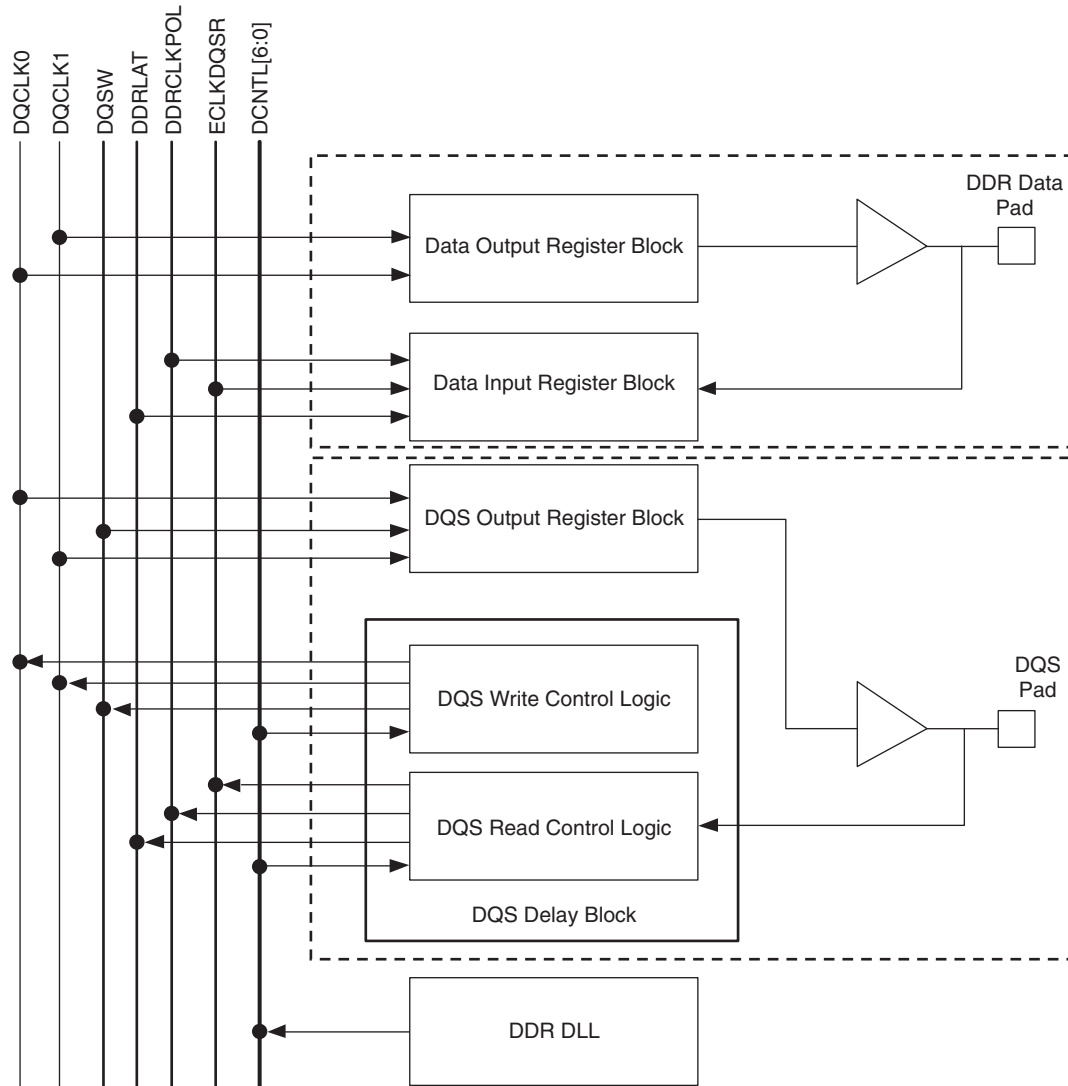 DQCLK0
DQCLK1
DQSW
DDRLAT
DDRCLKPOL
ECLKDQSR
DCNTL[6:0]
DDR Data
Pad
Data Output Register Block
Data Input Register Block
DQS Output Register Block
DQS Write Control Logic
DQS
Pad
DQS Read Control Logic
DQS Delay Block
DDR DLL